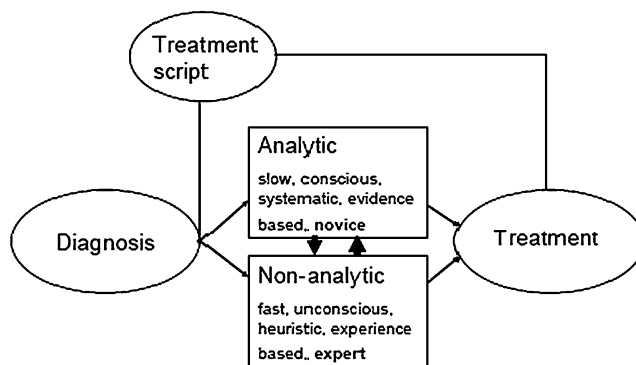 Treatment
script
Analytic
slow, conscious,
systematic, evidence
based,, novice
Diagnosis
Treatment
Non-analytic
fast, unconscious,
heuristic, experience
based,, expert